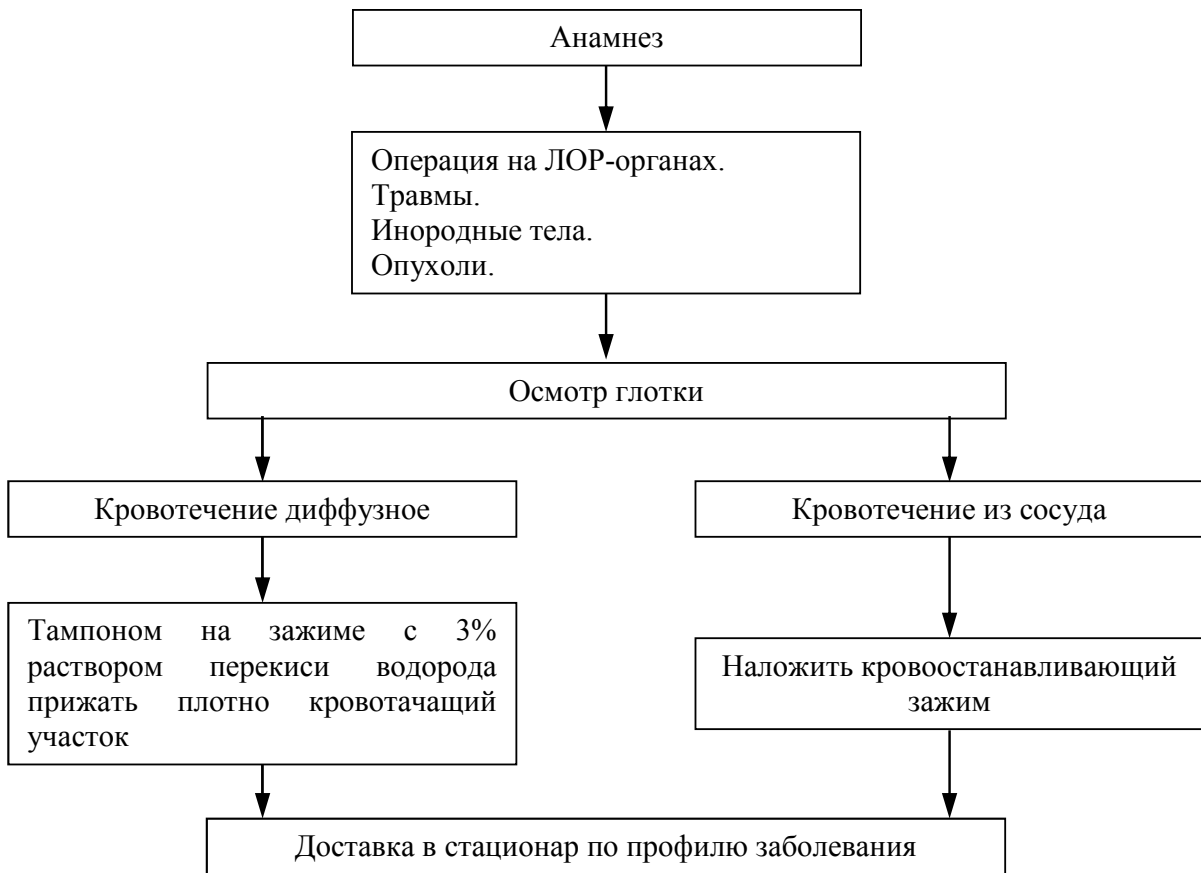 Анамнез
Операция на ЛОР-органах.
Травмы.
Инородные тела.
Опухоли.
Осмотр глотки
Кровотечение диффузное
Кровотечение из сосуда
Тампоном на зажиме с 3%
раствором перекиси водорода
прижать плотно кровотачащий
участок
Наложить кровоостанавливающий
зажим
Доставка в стационар по профилю заболевания